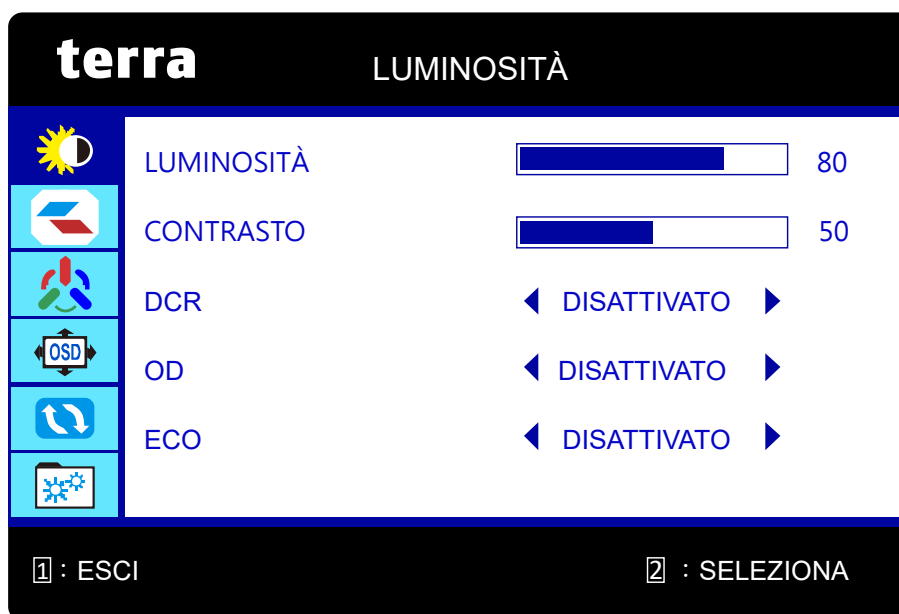 terra LUMINOSITÀ
LUMINOSITÀ 80
CONTRASTO 50
DCR DISATTIVATO
OSD
OD DISATTIVATO
ECO DISATTIVATO
1 : ESCI 2 : SELEZIONA